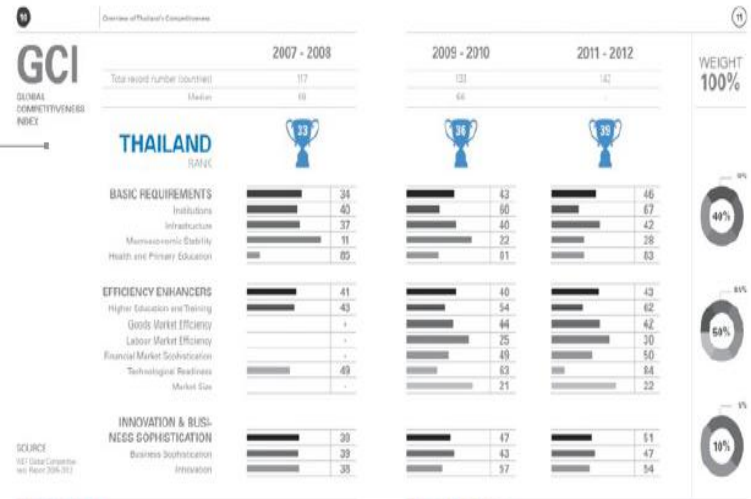 10
Overview of Thailand's Competitiveness
11
GCI
GLOBAL
COMPETITIVENESS
INDEX
2007 - 2008 2009 - 2010 2011 - 2012
WEIGHT
100%
Total record number (countries) 117 133 142
Median 66 -
THAILAND
RANK
33 36 39
BASIC REQUIREMENTS 34 43 46
Institutions 40 60 67
Infrastructure 37 40 42
Macroeconomic Stability 11 22 28
Health and Primary Education 85 61 83
40%
EFFICIENCY ENHANCERS 41 40 43
Higher Education and Training 43 54 62
Goods Market Efficiency - 44 42
Labour Market Efficiency - 25 30
Financial Market Sophistication - 49 50
Technological Readiness 49 63 84
Market Size - 21 22
50%
INNOVATION & BUSI-
NESS SOPHISTICATION 39 47 51
Business Sophistication 39 43 47
Innovation 38 57 54
10%
SOURCE